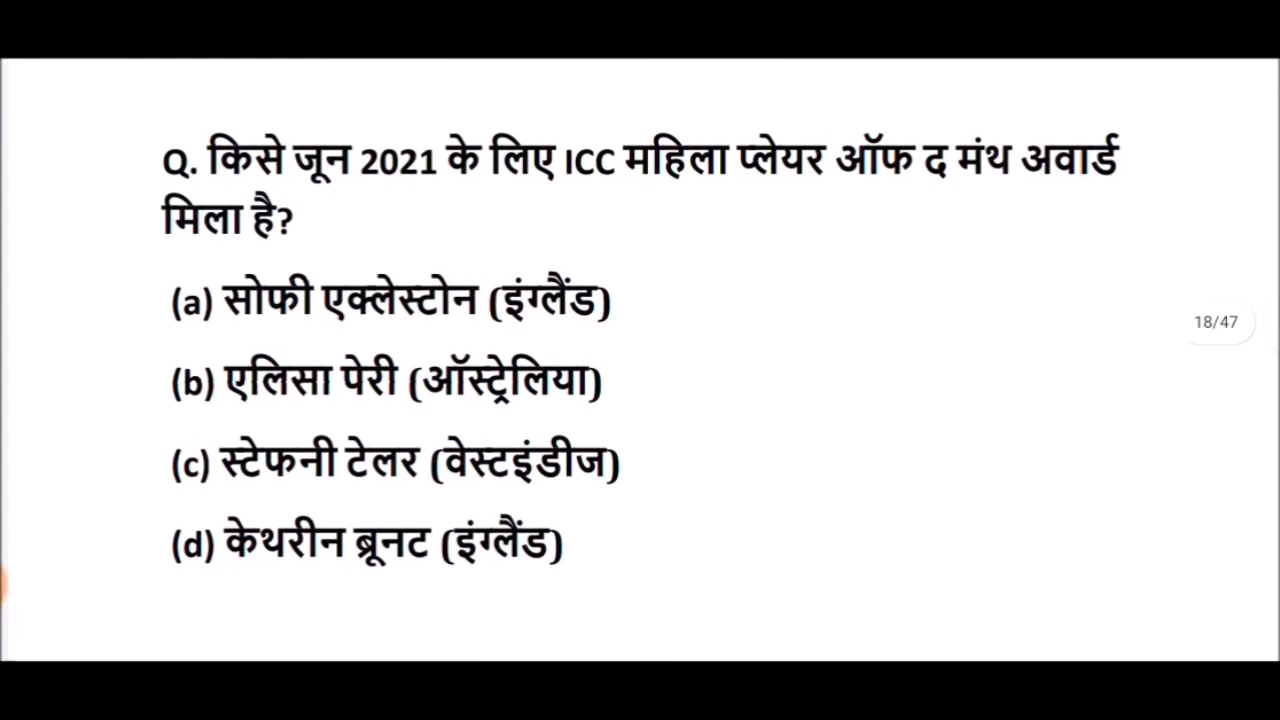 Q. किसे जून 2021 के लिए ICC महिला प्लेयर ऑफ द मंथ अवार्ड
मिला है?
(a) सोफी एक्लेस्टोन (इंग्लैंड)
18/47
(b) एलिसा पेरी (ऑस्ट्रेलिया)
(c) स्टेफनी टेलर (वेस्टइंडीज)
(d) केथरीन ब्रूनट (इंग्लैंड)